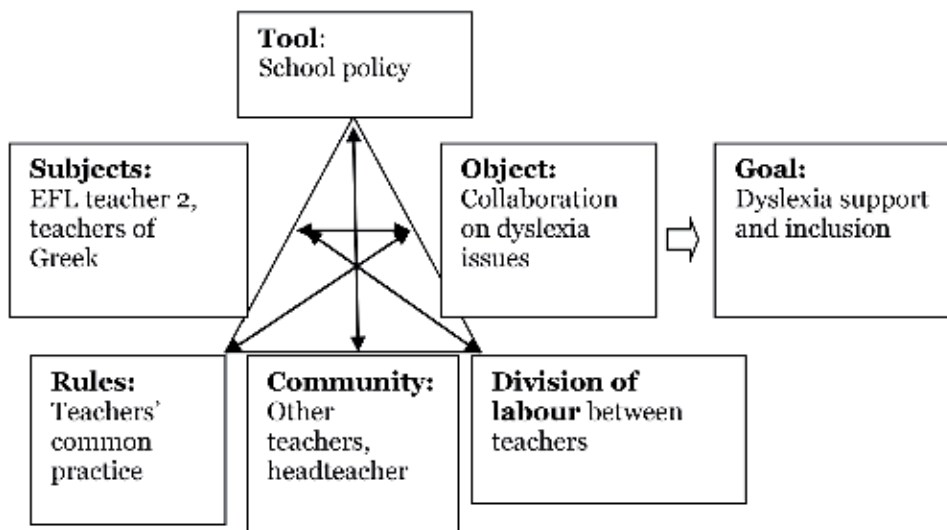 Tool:
School policy
Subjects:
EFL teacher 2,
teachers of
Greek
Object:
Collaboration
on dyslexia
issues
Goal:
Dyslexia support
and inclusion
Rules:
Teachers’
common
practice
Community:
Other
teachers,
headteacher
Division of
labour between
teachers